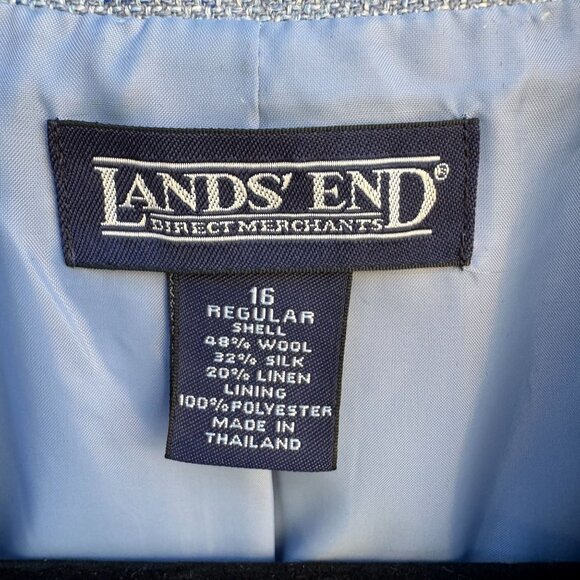 LANDS' END®
DIRECT MERCHANTS
16
REGULAR
SHELL
48% WOOL
32% SILK
20% LINEN
LINING
100% POLYESTER
MADE IN
THAILAND